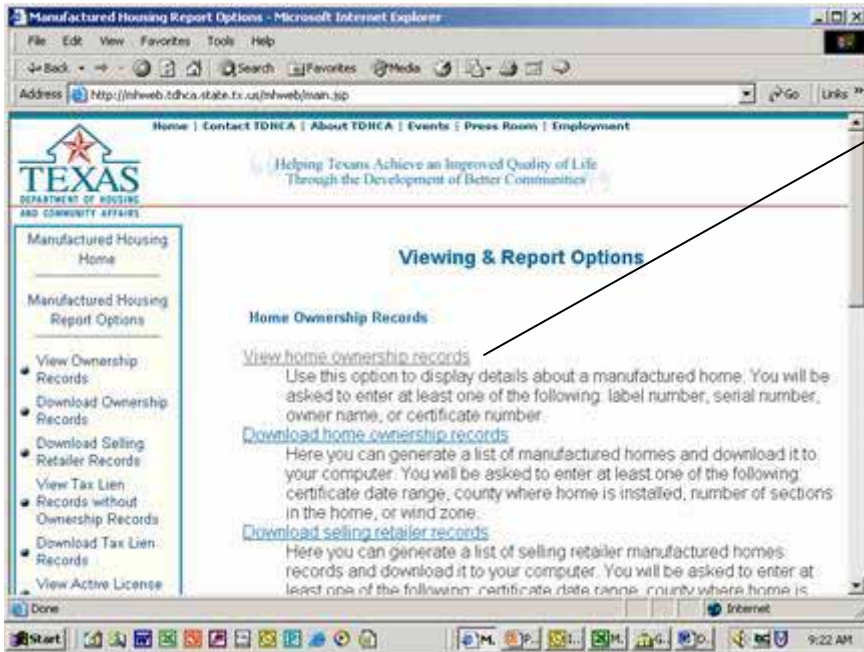 Manufactured Housing Report Options - Microsoft Internet Explorer
File Edit View Favorites Tools Help
Back Search Favorites Media
Address http://mhweb.tdhca.state.tx.us/mhweb/main.jsp Go Links »
Home | Contact TDHCA | About TDHCA | Events | Press Room | Employment
Helping Texans Achieve an Improved Quality of Life
Through the Development of Better Communities
TEXAS
DEPARTMENT OF HOUSING
AND COMMUNITY AFFAIRS
Manufactured Housing
Home
Manufactured Housing
Report Options
View Ownership
Records
Download Ownership
Records
Download Selling
Retailer Records
View Tax Lien
Records without
Ownership Records
Download Tax Lien
Records
View Active License
Viewing & Report Options
Home Ownership Records
View home ownership records
Use this option to display details about a manufactured home. You will be
asked to enter at least one of the following: label number, serial number,
owner name, or certificate number.
Download home ownership records
Here you can generate a list of manufactured homes and download it to
your computer. You will be asked to enter at least one of the following:
certificate date range, county where home is installed, number of sections
in the home, or wind zone.
Download selling retailer records
Here you can generate a list of selling retailer manufactured homes
records and download it to your computer. You will be asked to enter at
least one of the following: certificate date range, county where home is
Done Internet
Start M. P.. I.. M.. G.. D.. 9:22 AM